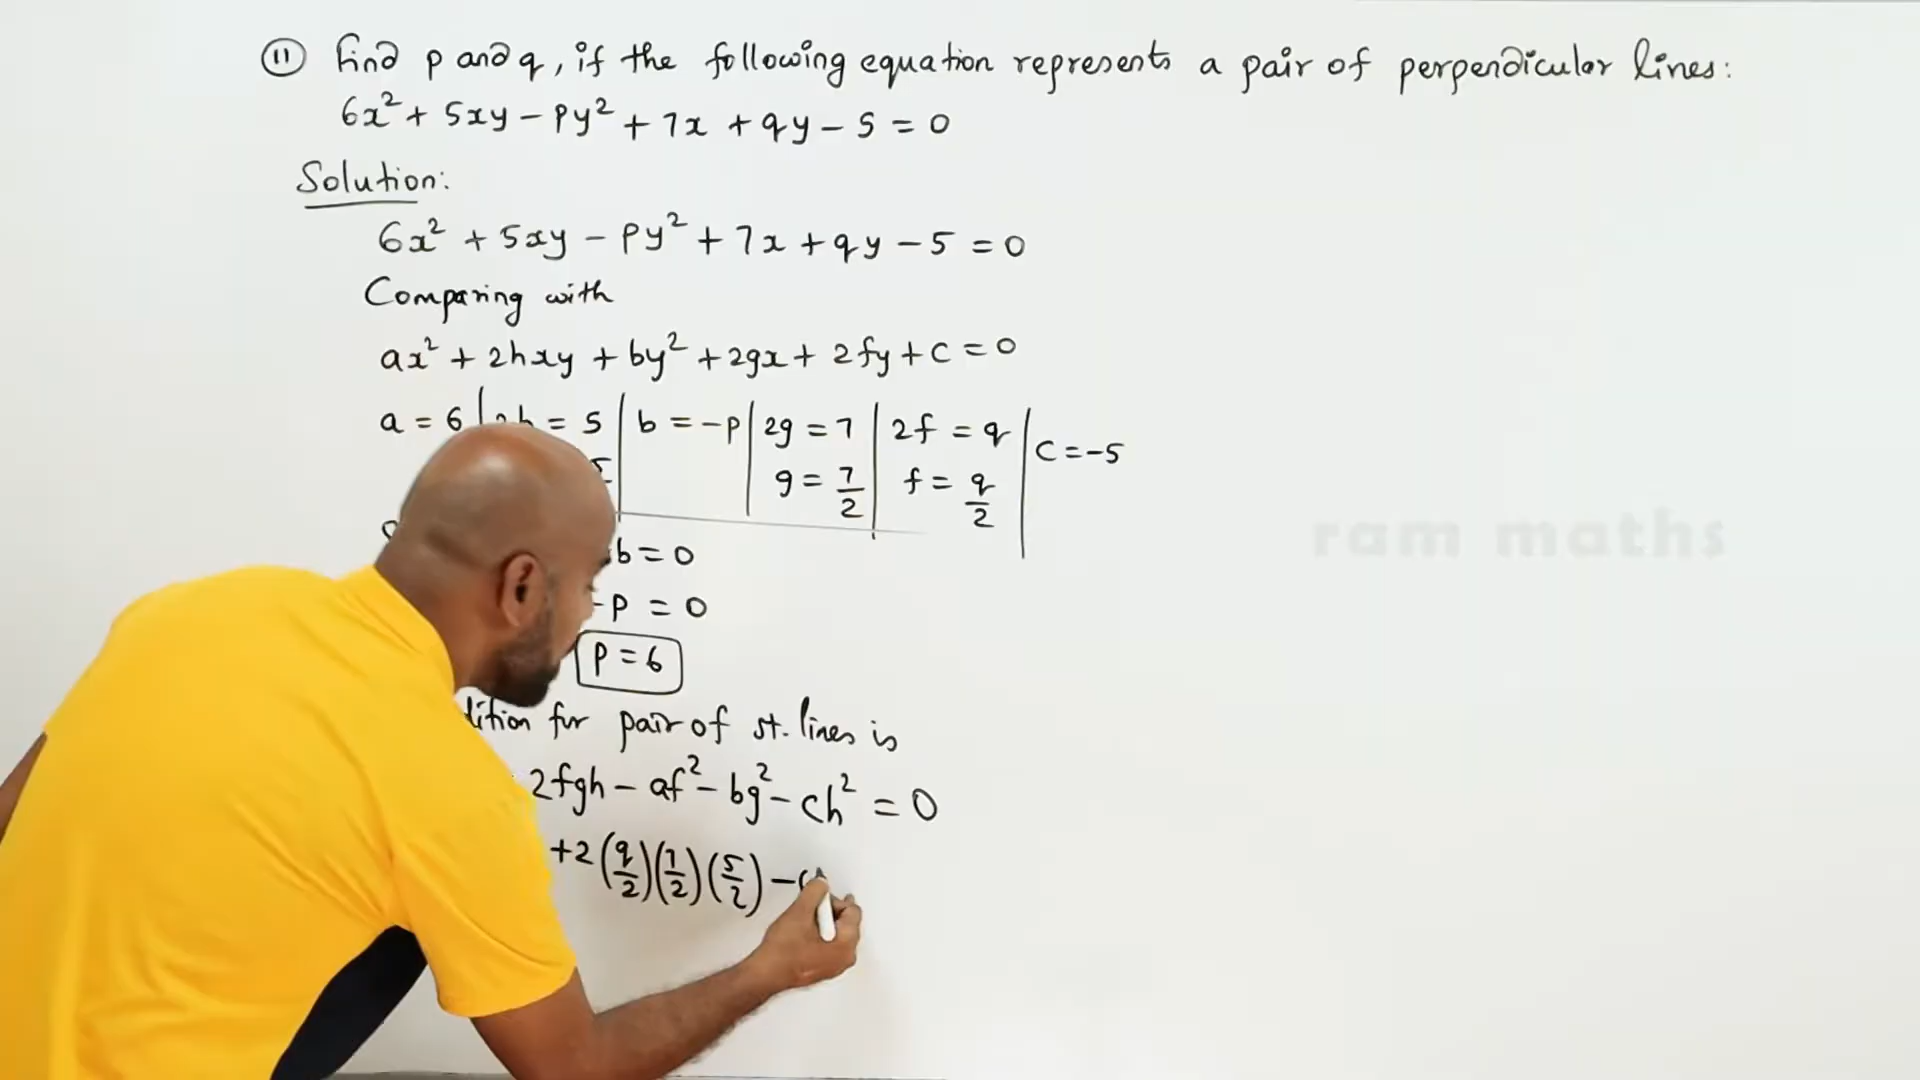 11 Find p and q, if the following equation represents a pair of perpendicular lines:
6x² + 5xy - py² + 7x + qy - 5 = 0
Solution:
6x² + 5xy - py² + 7x + qy - 5 = 0
Comparing with
ax² + 2hxy + by² + 2gx + 2fy + c = 0
a = 6 | 2h = 5 | b = -p | 2g = 7 | 2f = q | c = -5
g = 7/2 | f = q/2
b = 0
- p = 0
p = 6
for pair of st. lines is
2fgh - af² - bg² - ch² = 0
+2 (q/2)(7/2)(5/2) -
ram maths